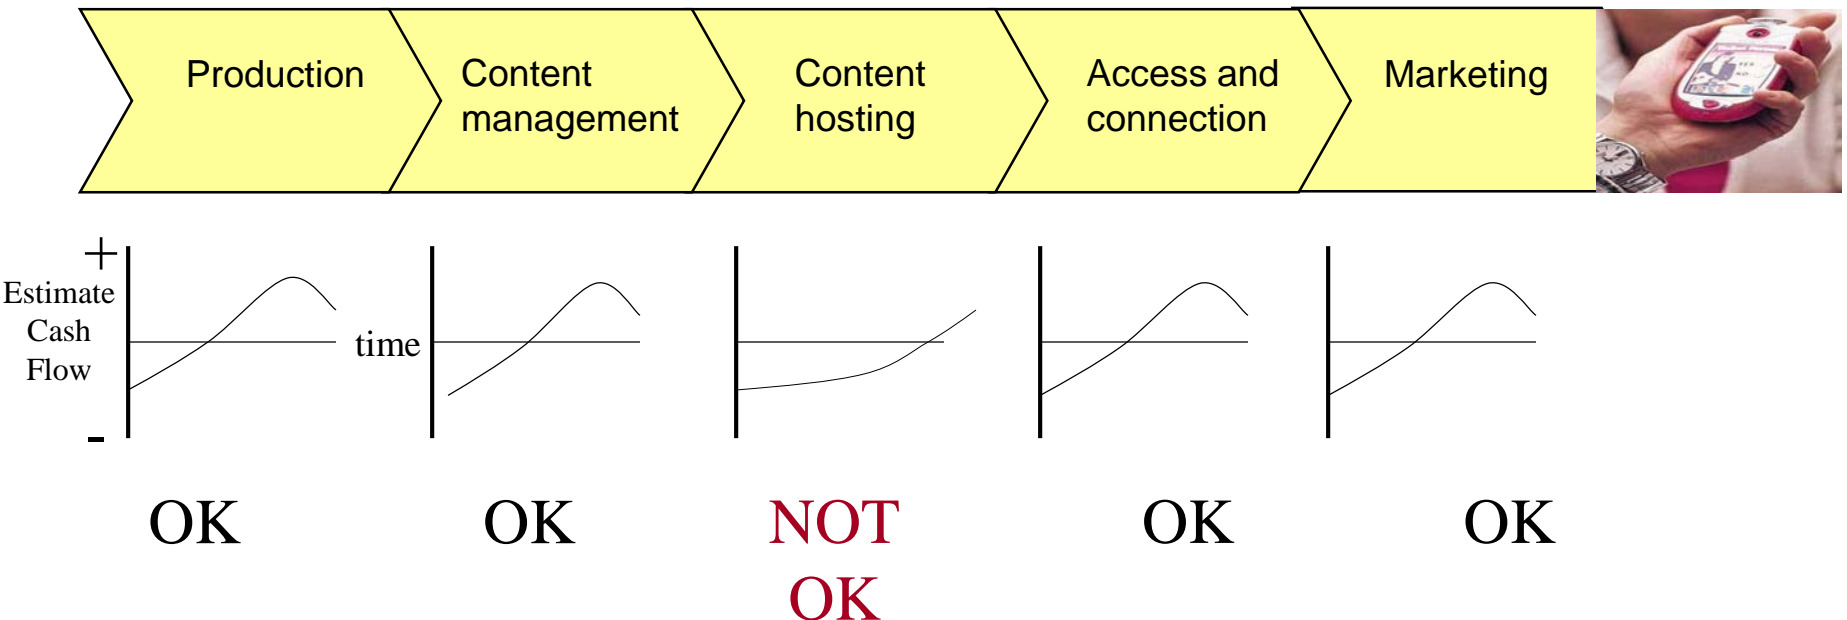 Production
Content
management
Content
hosting
Access and
connection
Marketing
+
Estimate
Cash
Flow
-
time
OK
OK
NOT
OK
OK
OK